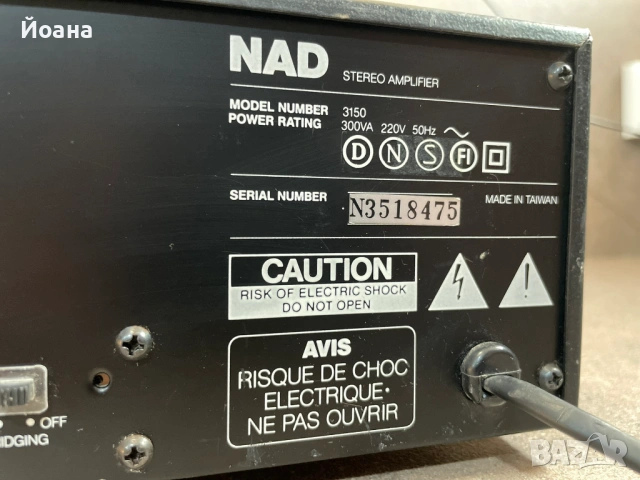 Йоана
NAD STEREO AMPLIFIER
MODEL NUMBER 3150
POWER RATING 300VA 220V 50Hz
D N S FI
SERIAL NUMBER N3518475 MADE IN TAIWAN
CAUTION
RISK OF ELECTRIC SHOCK
DO NOT OPEN
AVIS
RISQUE DE CHOC
ELECTRIQUE·
NE PAS OUVRIR
OFF
IDGING
BAZAR